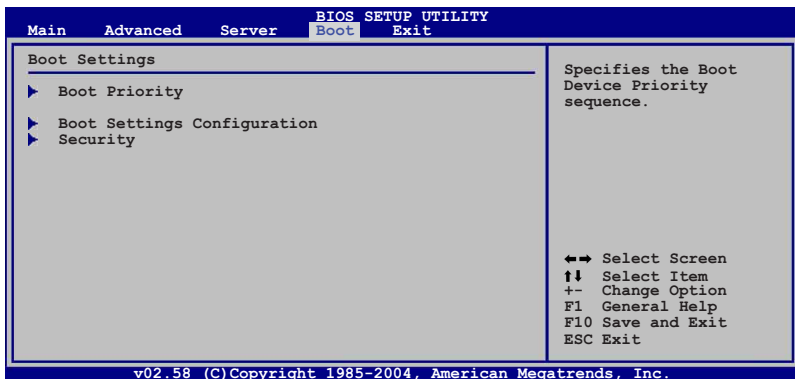 BIOS SETUP UTILITY
Main Advanced Server Boot Exit
Boot Settings
Boot Priority
Boot Settings Configuration
Security
Specifies the Boot
Device Priority
sequence.
←→ Select Screen
↑↓ Select Item
+- Change Option
F1 General Help
F10 Save and Exit
ESC Exit
v02.58 (C)Copyright 1985-2004, American Megatrends, Inc.